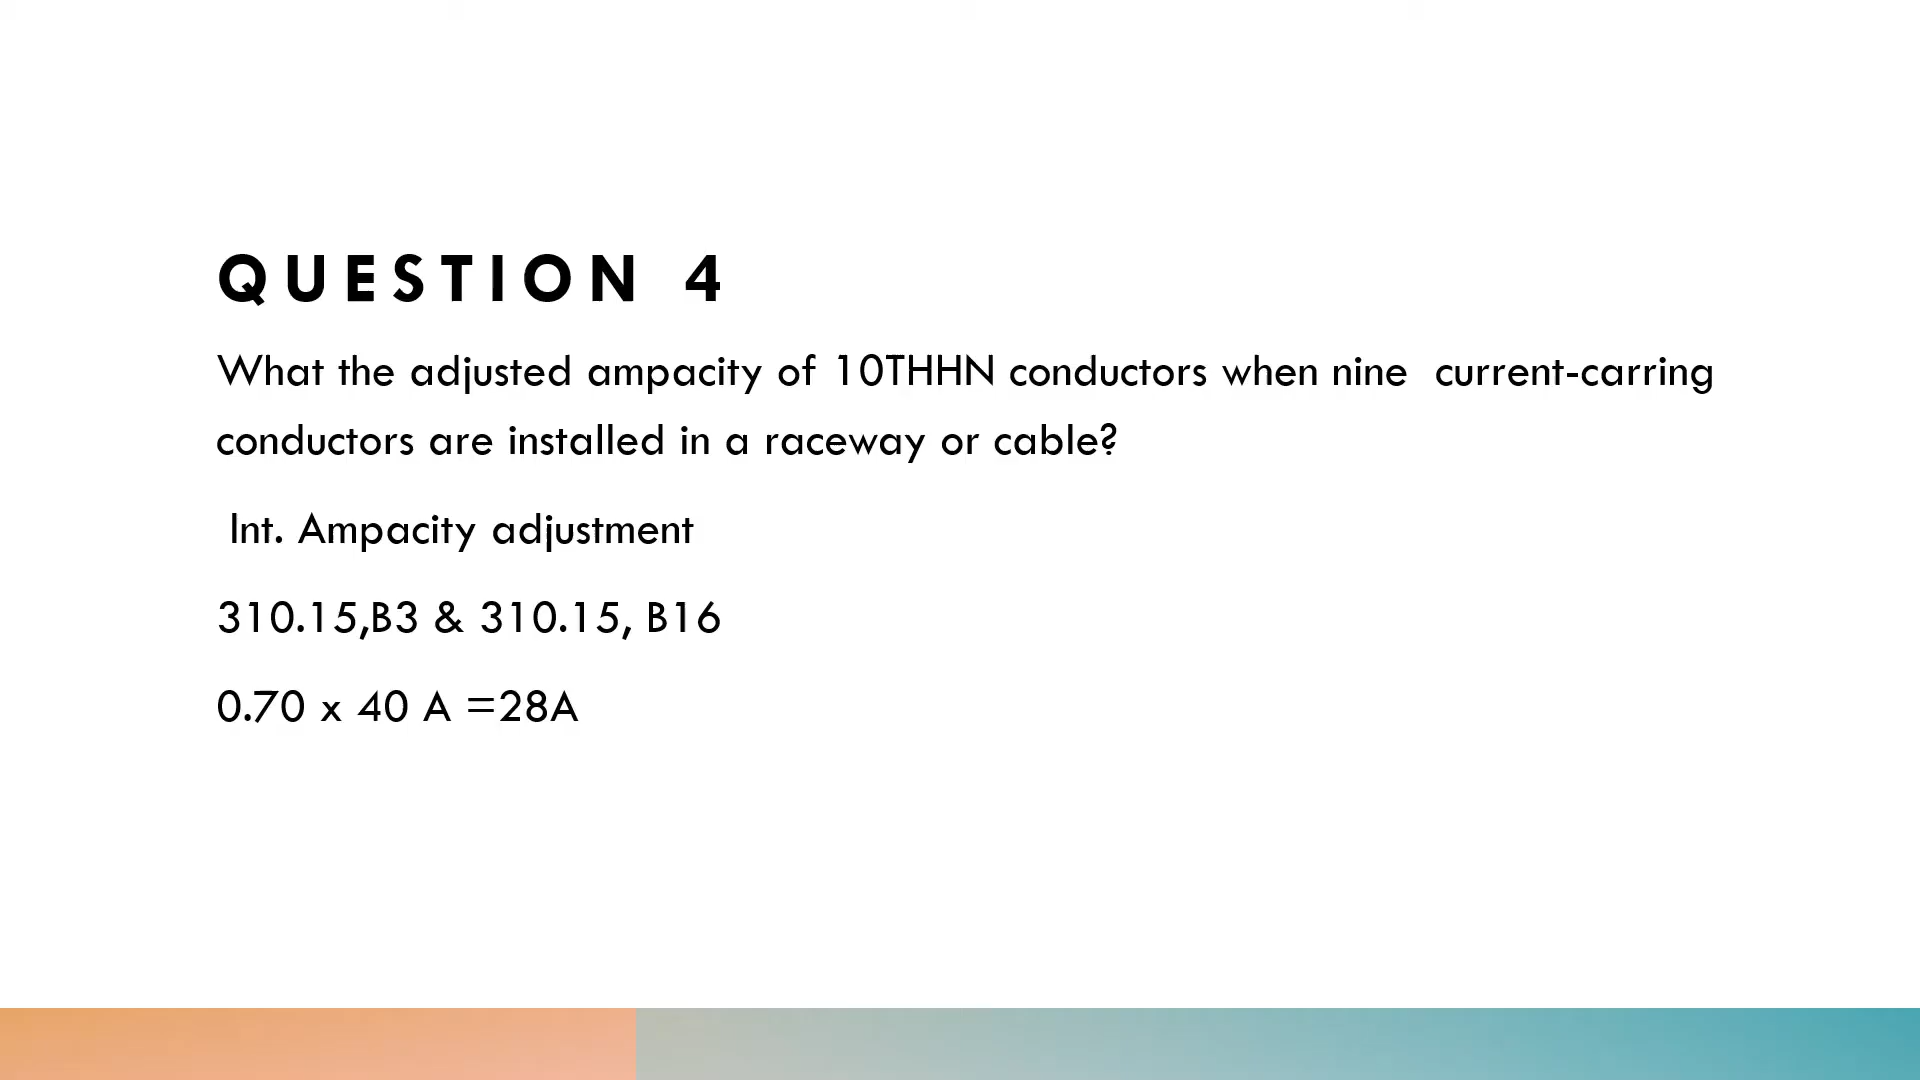 QUESTION 4
What the adjusted ampacity of 10THHN conductors when nine  current-carring
conductors are installed in a raceway or cable?
Int. Ampacity adjustment
310.15,B3 & 310.15, B16
0.70 x 40 A =28A